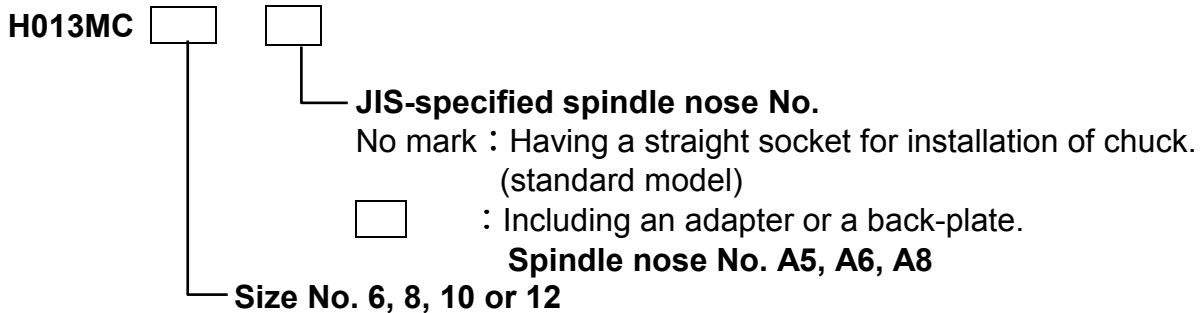 H013MC
JIS-specified spindle nose No.
No mark：Having a straight socket for installation of chuck.
(standard model)
：Including an adapter or a back-plate.
Spindle nose No. A5, A6, A8
Size No. 6, 8, 10 or 12